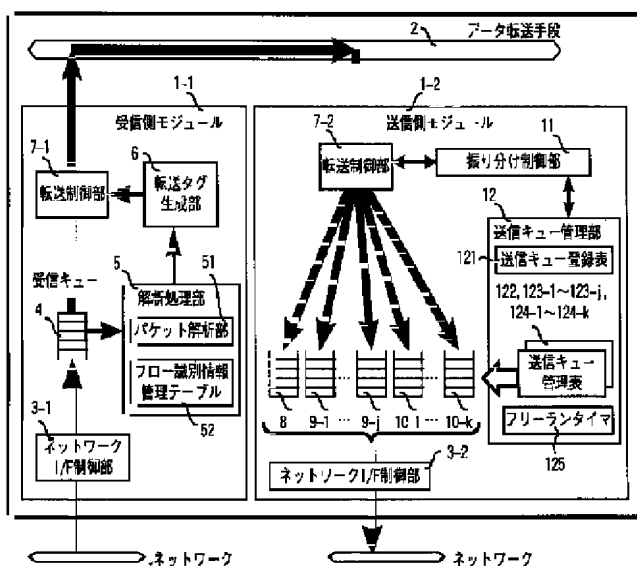 2
データ転送手段
1-1
受信側モジュール
7-1
転送制御部
6
転送タグ
生成部
受信キュー
4
5
解析処理部
51
パケット解析部
フロー識別情報
管理テーブル
52
3-1
ネットワーク
I/F制御部
ネットワーク
1-2
送信側モジュール
7-2
転送制御部
11
振り分け制御部
12
送信キュー管理部
121
送信キュー登録表
122, 123-1～123-j,
124-1～124-k
送信キュー
管理表
フリーランタイマ
125
8
9-1
…
9-j
10-1
…
10-k
3-2
ネットワークI/F制御部
ネットワーク